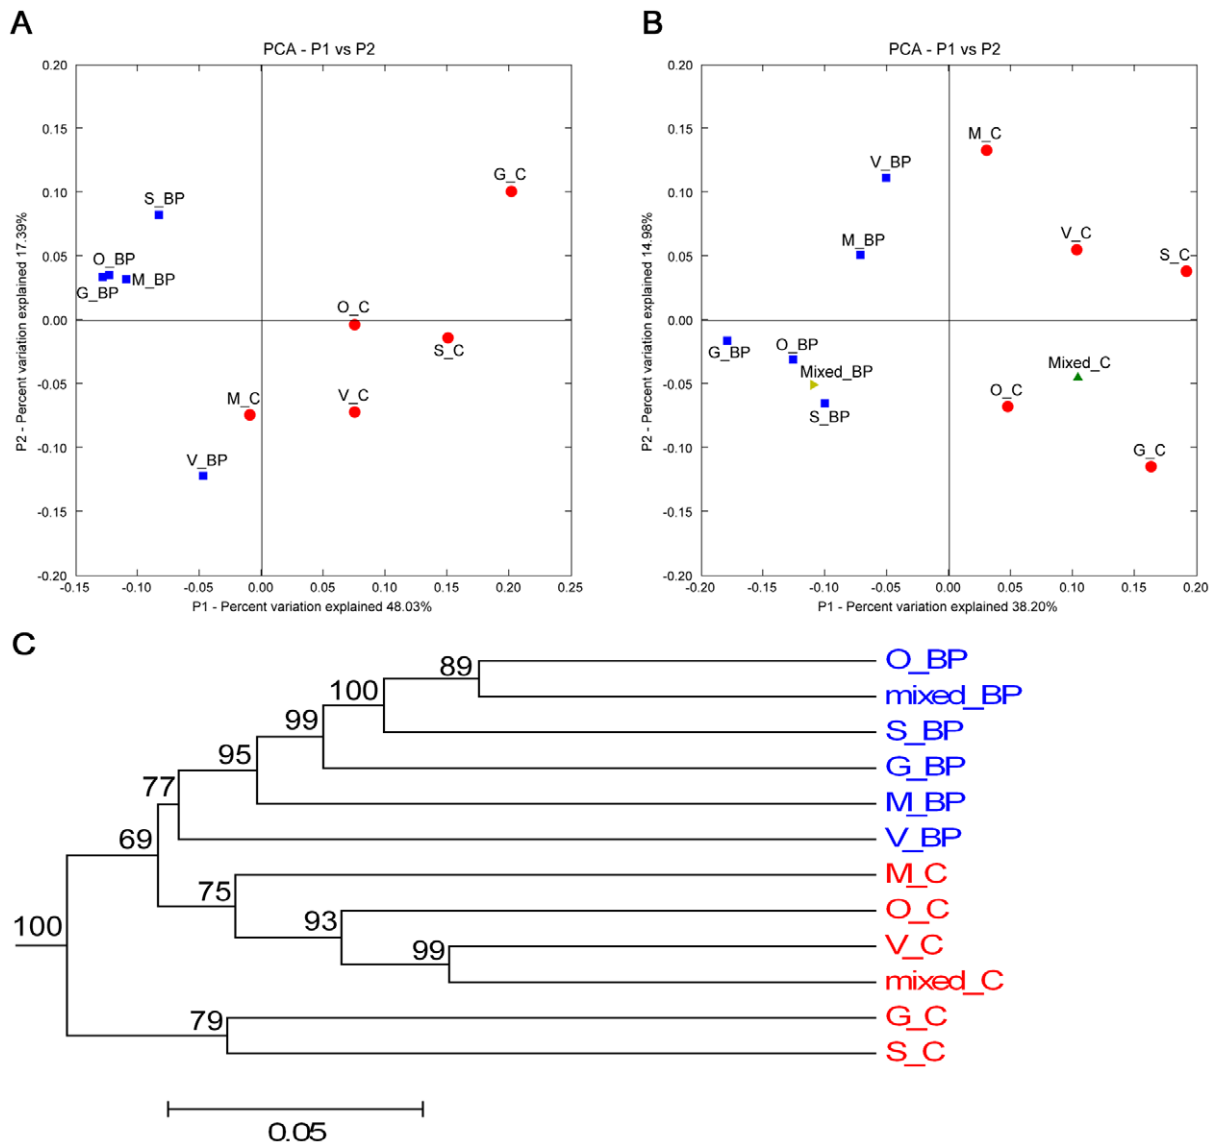 A
PCA - P1 vs P2
0.20
0.15
0.10
0.05
0.00
-0.05
-0.10
-0.15
-0.20
P2 - Percent variation explained 17.39%
G_C
S_BP
O_BP
M_BP
G_BP
O_C
S_C
M_C
V_C
V_BP
-0.15
-0.10
-0.05
0.00
0.05
0.10
0.15
0.20
0.25
P1 - Percent variation explained 48.03%
B
PCA - P1 vs P2
0.20
0.15
0.10
0.05
0.00
-0.05
-0.10
-0.15
-0.20
P2 - Percent variation explained 14.98%
M_C
V_BP
V_C
M_BP
S_C
O_BP
G_BP
Mixed_C
Mixed_BP
O_C
S_BP
G_C
-0.20
-0.15
-0.10
-0.05
0.00
0.05
0.10
0.15
0.20
P1 - Percent variation explained 38.20%
C
O_BP
89
mixed_BP
100
S_BP
99
G_BP
95
M_BP
77
V_BP
69
M_C
75
O_C
93
V_C
100
99
mixed_C
G_C
79
S_C
0.05